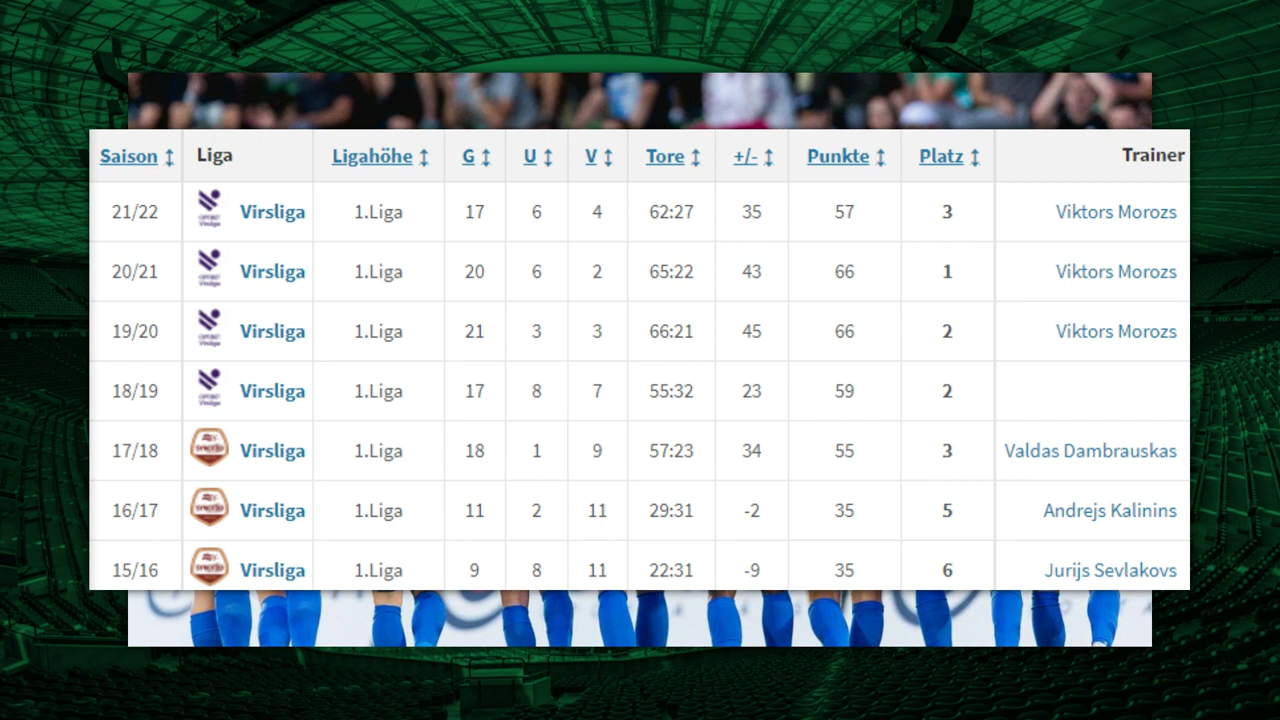 Saison Liga Ligahöhe G U V Tore +/- Punkte Platz Trainer
21/22 Virsliga 1.Liga 17 6 4 62:27 35 57 3 Viktors Morozs
20/21 Virsliga 1.Liga 20 6 2 65:22 43 66 1 Viktors Morozs
19/20 Virsliga 1.Liga 21 3 3 66:21 45 66 2 Viktors Morozs
18/19 Virsliga 1.Liga 17 8 7 55:32 23 59 2
17/18 Virsliga 1.Liga 18 1 9 57:23 34 55 3 Valdas Dambrauskas
16/17 Virsliga 1.Liga 11 2 11 29:31 -2 35 5 Andrejs Kalinins
15/16 Virsliga 1.Liga 9 8 11 22:31 -9 35 6 Jurijs Sevlakovs